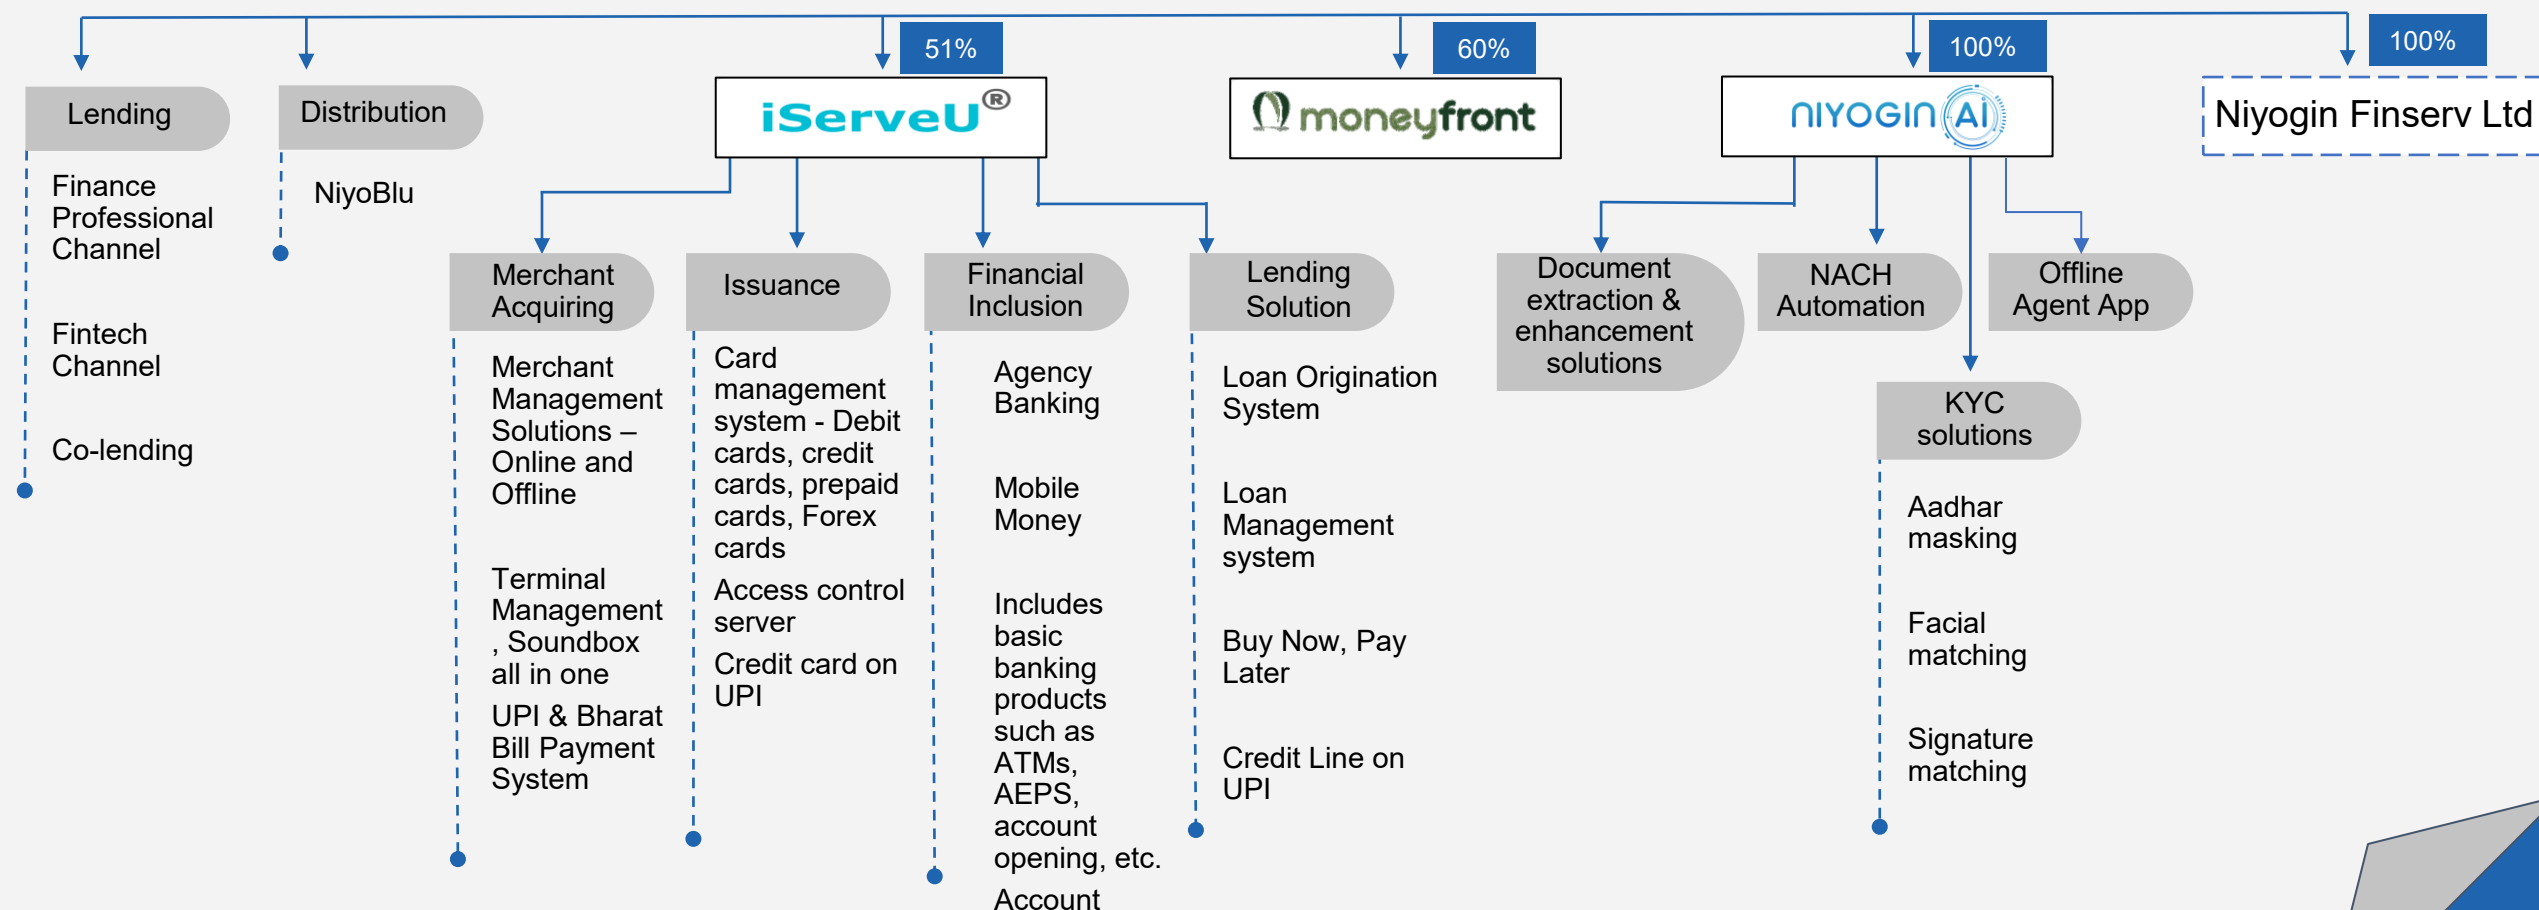 51%
60%
100%
100%
Lending
Finance
Professional
Channel
Fintech
Channel
Co-lending
Distribution
NiyoBlu
iServeU®
Merchant
Acquiring
Merchant
Management
Solutions –
Online and
Offline
Terminal
Management
, Soundbox
all in one
UPI & Bharat
Bill Payment
System
Issuance
Card
management
system - Debit
cards, credit
cards, prepaid
cards, Forex
cards
Access control
server
Credit card on
UPI
Financial
Inclusion
Agency
Banking
Mobile
Money
Includes
basic
banking
products
such as
ATMs,
AEPS,
account
opening, etc.
Account
Lending
Solution
Loan Origination
System
Loan
Management
system
Buy Now, Pay
Later
Credit Line on
UPI
moneyfront
NIYOGIN AI
Document
extraction &
enhancement
solutions
NACH
Automation
KYC
solutions
Aadhar
masking
Facial
matching
Signature
matching
Offline
Agent App
Niyogin Finserv Ltd